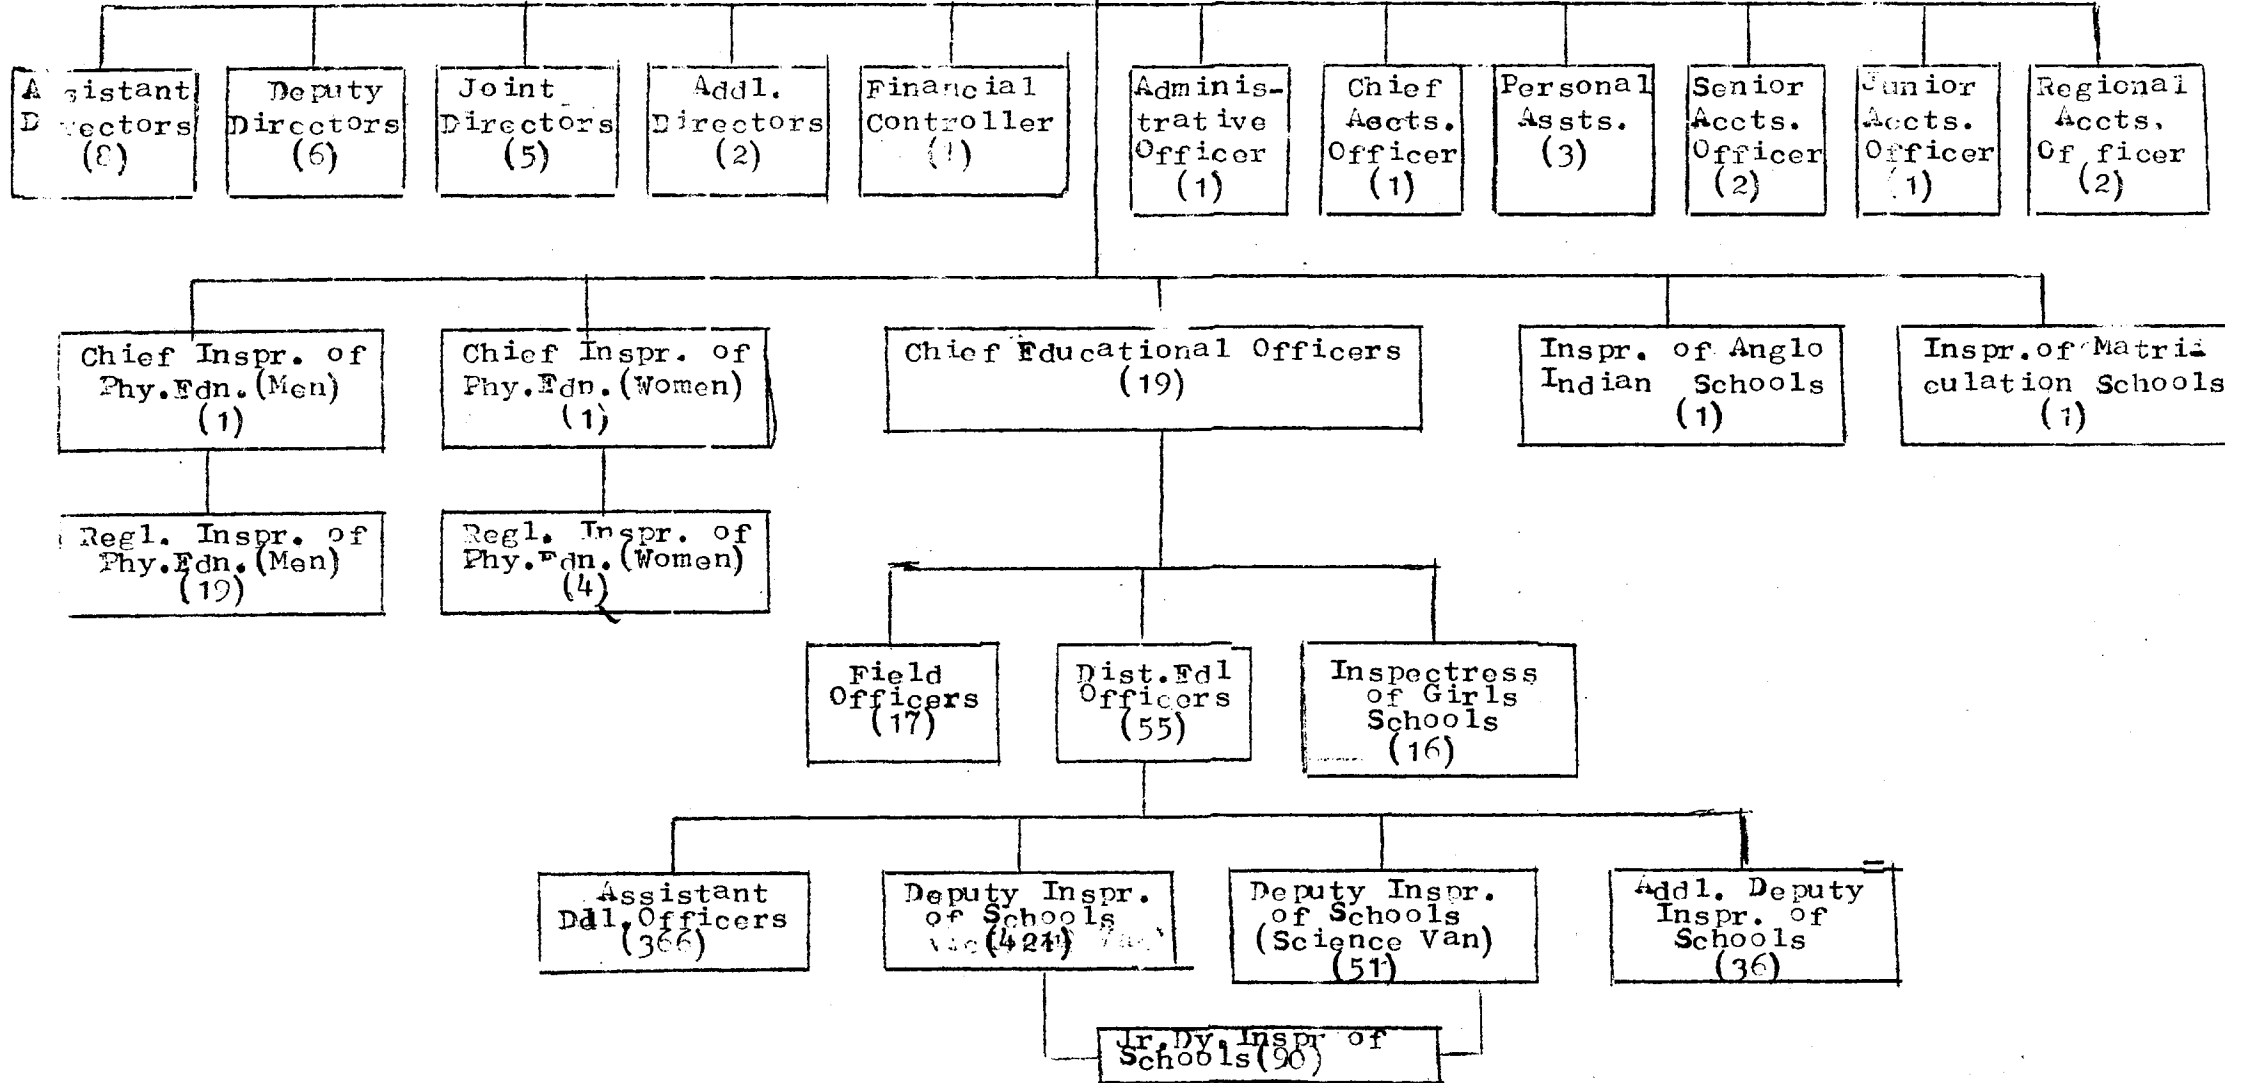 Assistant
Directors
(8)
Deputy
Directors
(6)
Joint
Directors
(5)
Addl.
Directors
(2)
Financial
Controller
(1)
Adminis-
trative
Officer
(1)
Chief
Accts.
Officer
(1)
Personal
Assts.
(3)
Senior
Accts.
Officer
(2)
Junior
Accts.
Officer
(1)
Regional
Accts.
Officer
(2)
Chief Inspr. of
Phy.Edn.(Men)
(1)
Chief Inspr. of
Phy.Edn.(Women)
(1)
Chief Educational Officers
(19)
Inspr. of Anglo
Indian Schools
(1)
Inspr.of Matri
culation Schools
(1)
Regl. Inspr. of
Phy.Edn.(Men)
(19)
Regl. Inspr. of
Phy.Edn.(Women)
(4)
Field
Officers
(17)
Dist.Edl
Officers
(55)
Inspectress
of Girls
Schools
(16)
Assistant
Ddl.Officers
(366)
Deputy Inspr.
of Schools
Deputy Inspr.
of Schools
(Science Van)
(51)
Addl. Deputy
Inspr. of
Schools
(36)
Jr.Dy.Inspr of
Schools(90)